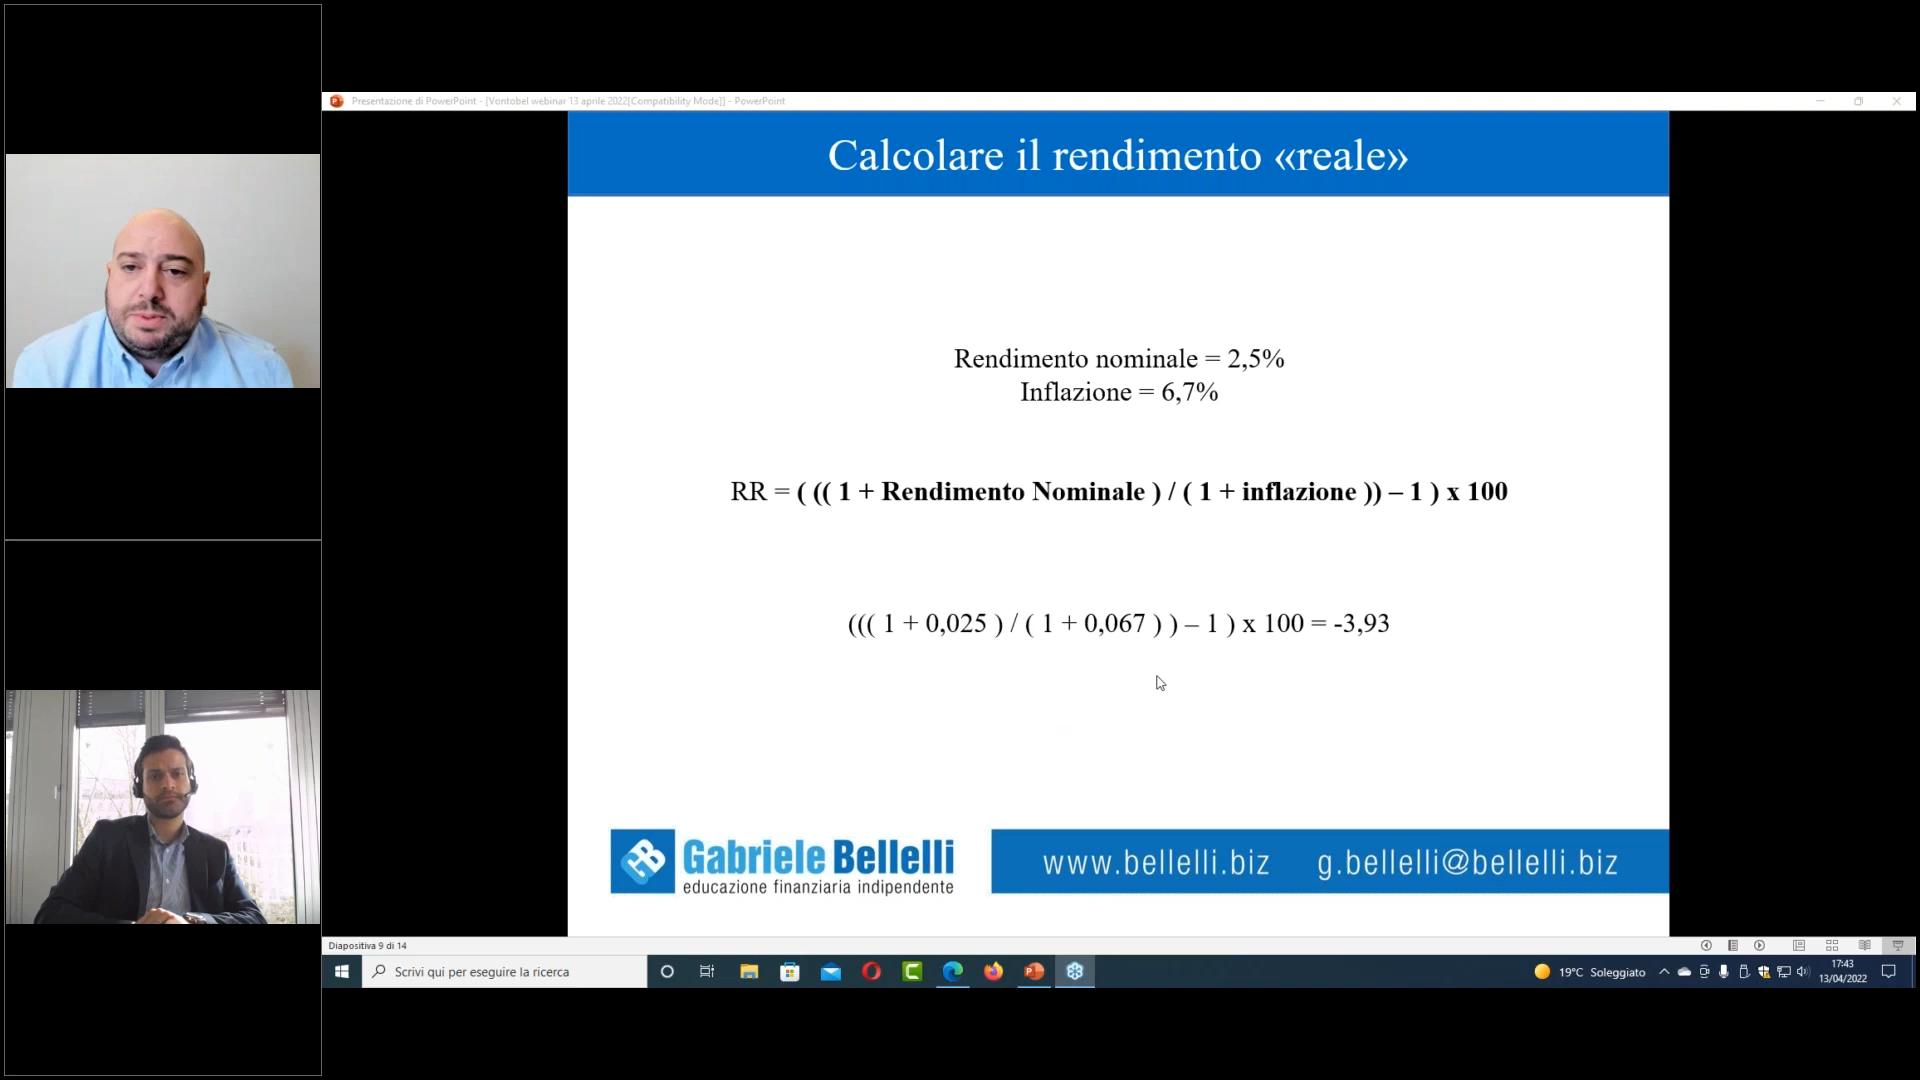 Presentazione di PowerPoint - [Vontobel webinar 13 aprile 2022[Compatibility Mode]] - PowerPoint
Calcolare il rendimento «reale»
Rendimento nominale = 2,5%
Inflazione = 6,7%
RR = ( (( 1 + Rendimento Nominale ) / ( 1 + inflazione )) – 1 ) x 100
((( 1 + 0,025 ) / ( 1 + 0,067 ) ) – 1 ) x 100 = -3,93
Gabriele Bellelli
educazione finanziaria indipendente
www.bellelli.biz g.bellelli@bellelli.biz
Diapositiva 9 di 14
Scrivi qui per eseguire la ricerca
19°C Soleggiato
17:43
13/04/2022